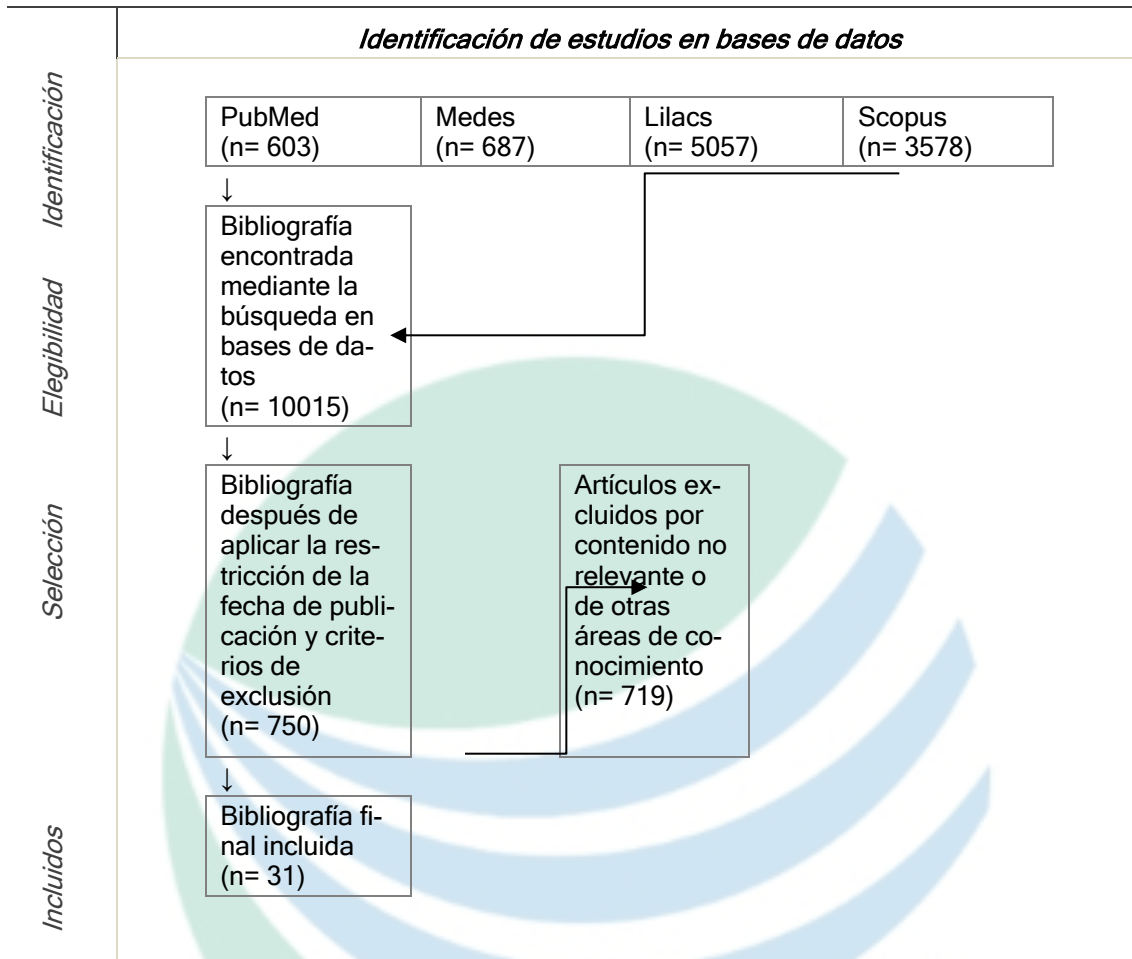 Identificación de estudios en bases de datos
Identificación
PubMed
(n= 603)
Medes
(n= 687)
Lilacs
(n= 5057)
Scopus
(n= 3578)
↓
Elegibilidad
Bibliografía
encontrada
mediante la
búsqueda en
bases de da-
tos
(n= 10015)
↓
Selección
Bibliografía
después de
aplicar la res-
tricción de la
fecha de publi-
cación y crite-
rios de
exclusión
(n= 750)
Artículos ex-
cluidos por
contenido no
relevante o
de otras
áreas de co-
nocimiento
(n= 719)
↓
Incluidos
Bibliografía fi-
nal incluida
(n= 31)